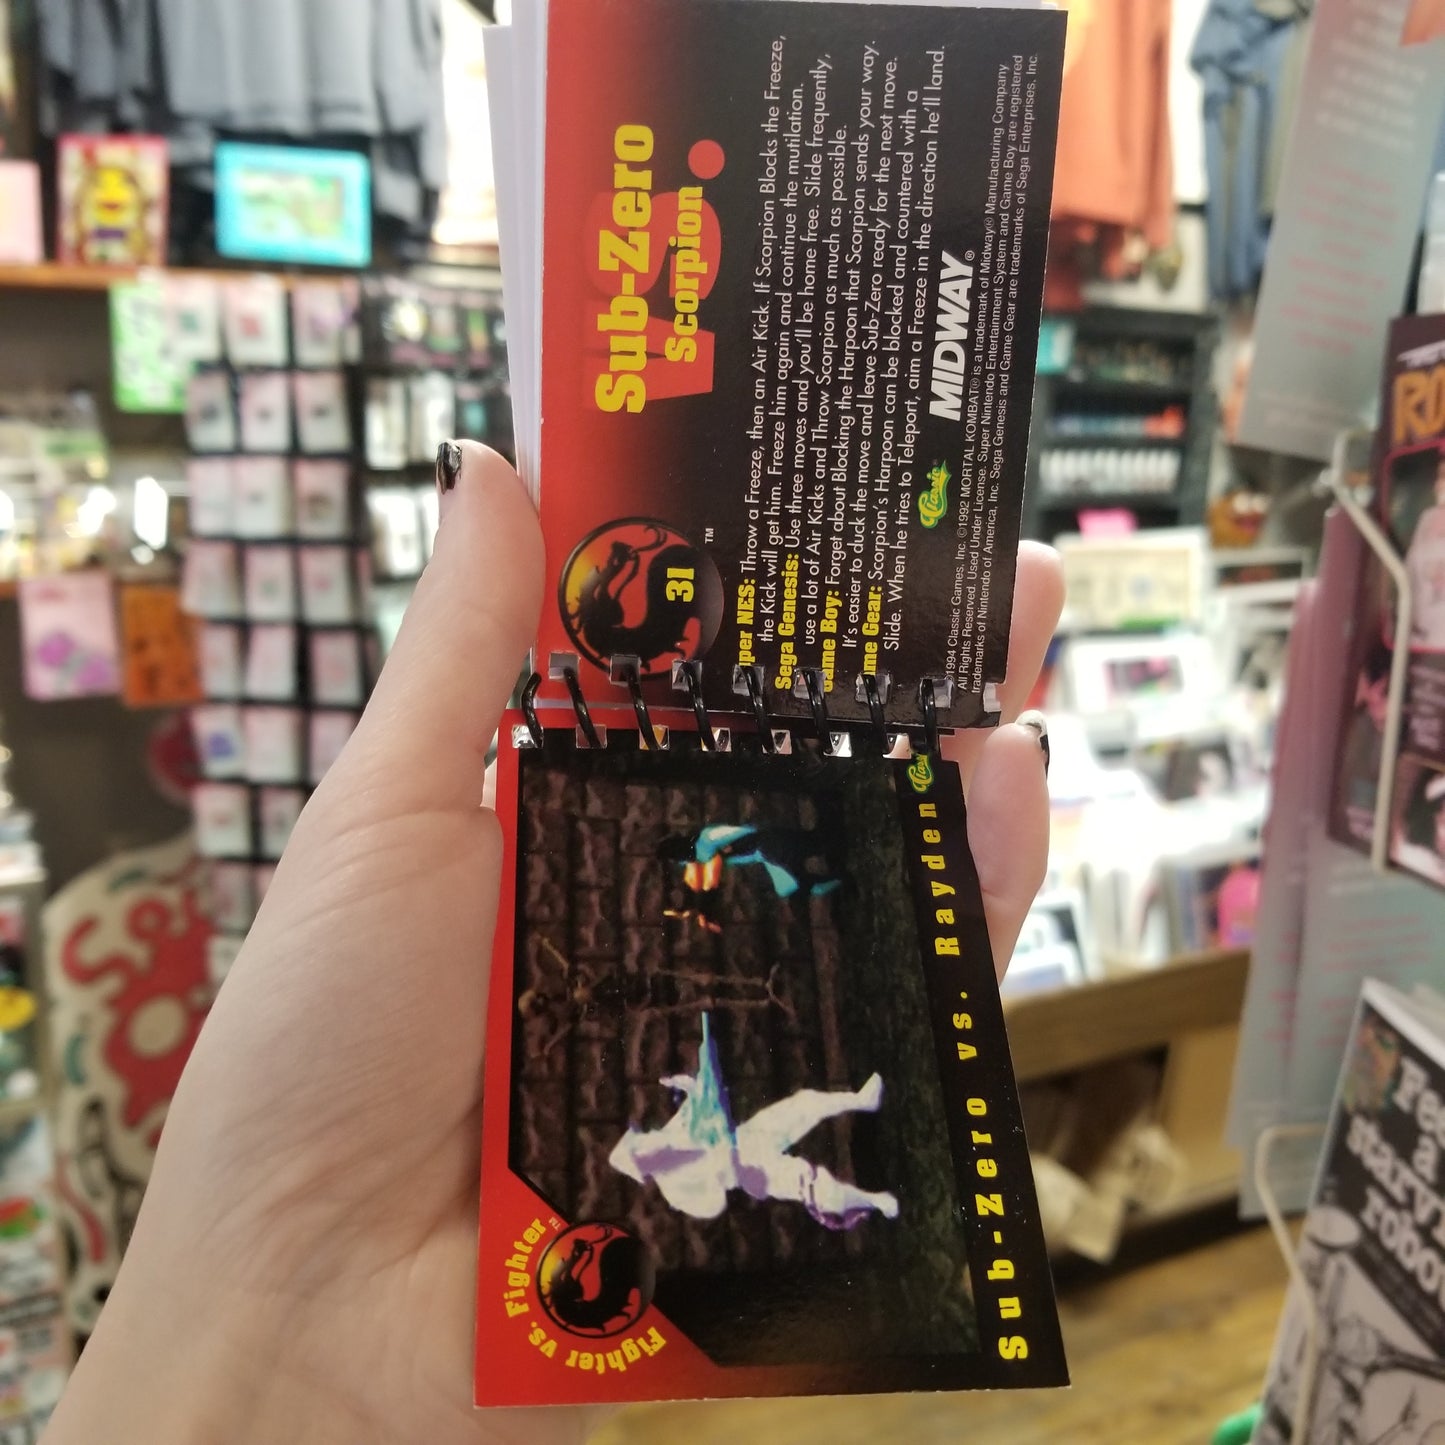 Sub-Zero
VS.
Scorpion
31
™
Super NES: Throw a Freeze, then an Air Kick. If Scorpion Blocks the Freeze,
the Kick will get him. Freeze him again and continue the mutilation.
Sega Genesis: Use three moves and you'll be home free. Slide frequently,
use a lot of Air Kicks and Throw Scorpion as much as possible.
Game Boy: Forget about Blocking the Harpoon that Scorpion sends your way.
It's easier to duck the move and leave Sub-Zero ready for the next move.
Game Gear: Scorpion's Harpoon can be blocked and countered with a
Slide. When he tries to Teleport, aim a Freeze in the direction he'll land.
Classic®
MIDWAY®
©1994 Classic Games, Inc. ©1992 MORTAL KOMBAT® is a trademark of Midway® Manufacturing Company.
All Rights Reserved. Used Under License. Super Nintendo Entertainment System and Game Boy are registered
trademarks of Nintendo of America, Inc. Sega Genesis and Game Gear are trademarks of Sega Enterprises, Inc.
Fighter vs. Fighter
™
Sub-Zero vs. Rayden
Feed
a
starving
robot